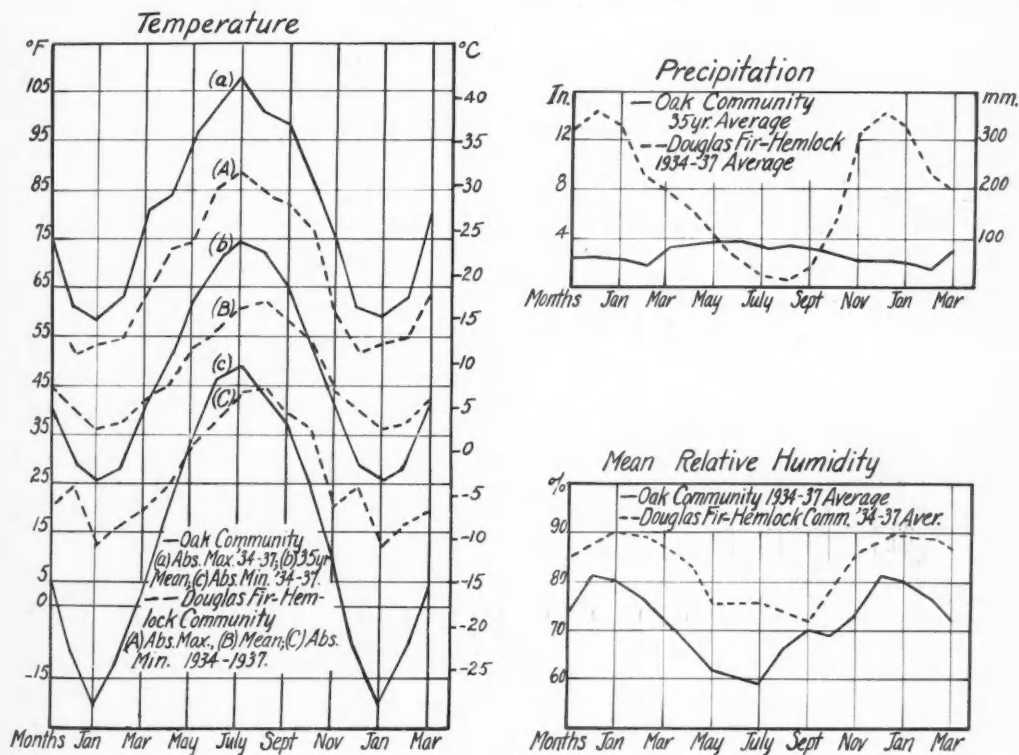 Temperature
°F
°C
105
95
85
75
65
55
45
35
25
15
5
0
-15
40
35
30
25
20
15
10
5
0
-5
-10
-15
-20
-25
(a)
(A)
(b)
(B)
(c)
(C)
—Oak Community
(a) Abs. Max. '34-37; (b) 35yr
Mean; (c) Abs. Min. '34-37.
-- Douglas Fir-Hem-
lock Community
(A) Abs. Max., (B) Mean; (C) Abs.
Min. 1934-1937.
Months Jan Mar May July Sept Nov Jan Mar
Precipitation
In.
mm.
—Oak Community
35yr. Average
--Douglas Fir-Hemlock
1934-37 Average
12
8
4
300
200
100
Months Jan Mar May July Sept Nov Jan Mar
Mean Relative Humidity
%
—Oak Community 1934-37 Average
---Douglas Fir-Hemlock Comm. '34-37 Aver.
90
80
70
60
Months Jan Mar May July Sept Nov Jan Mar